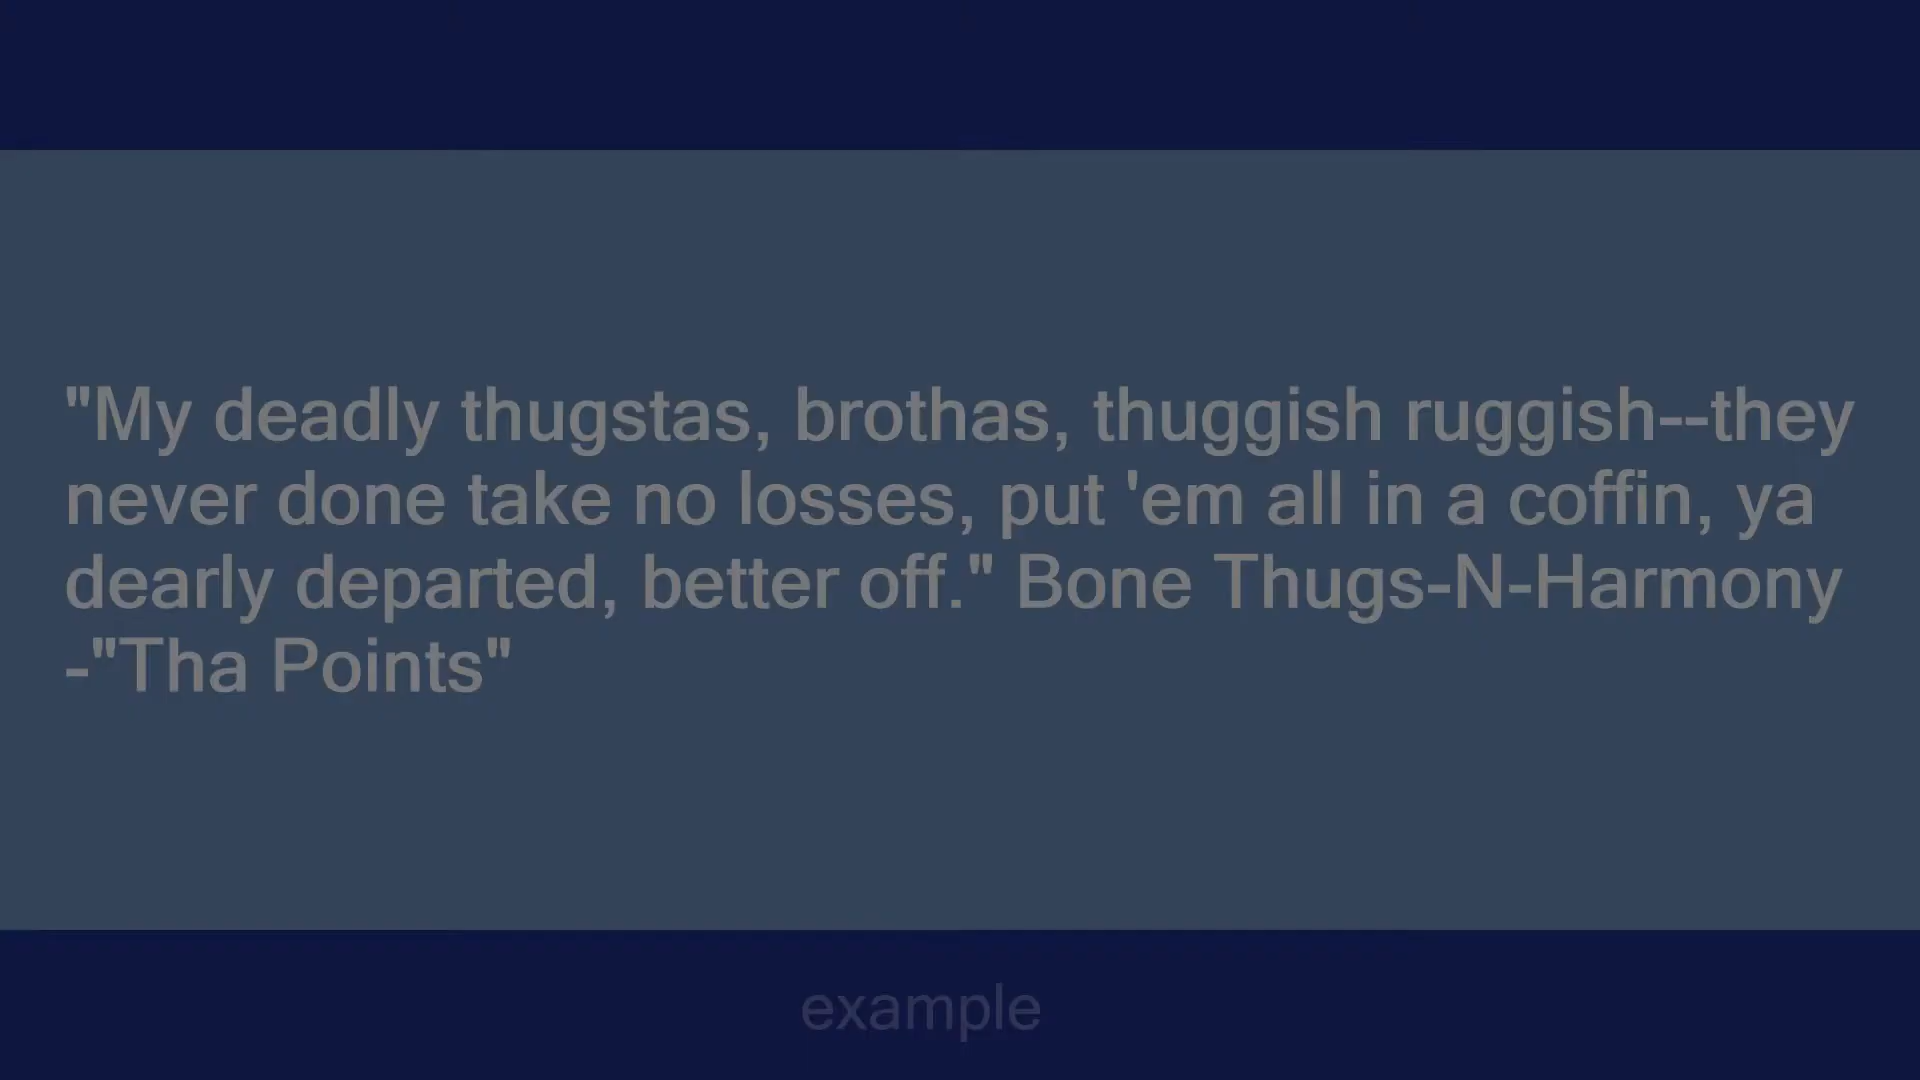 "My deadly thugstas, brothas, thuggish ruggish--they
never done take no losses, put 'em all in a coffin, ya
dearly departed, better off." Bone Thugs-N-Harmony
-"Tha Points"
example